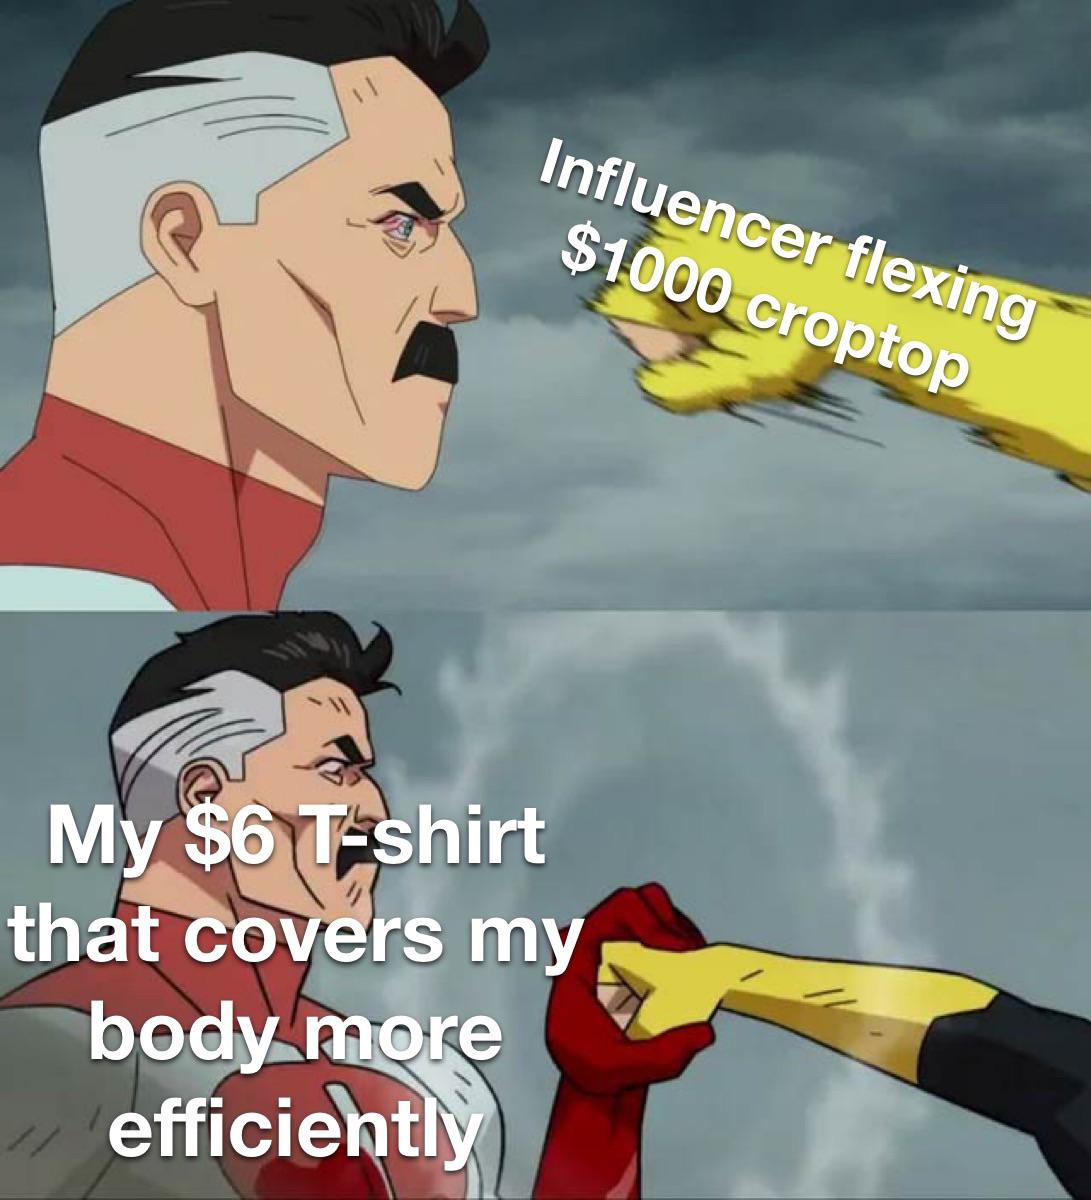 Influencer flexing
$1000 croptop
My $6 T-shirt
that covers my
body more
efficiently